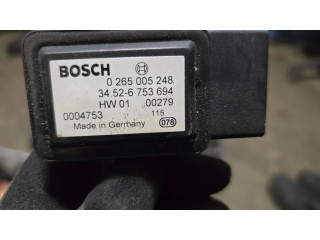 BOSCH
0 265 005 248
34.52-6 753 694
HW 01 00279
0004753 115
Made in Germany 078